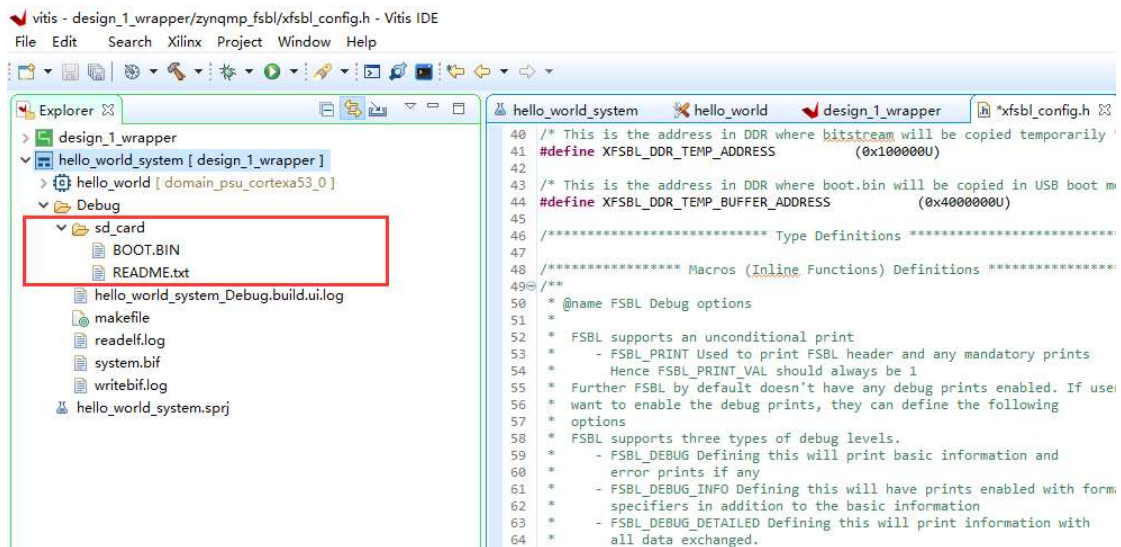 vitis - design_1_wrapper/zynqmp_fsbl/xfsbl_config.h - Vitis IDE
File Edit Search Xilinx Project Window Help
Explorer
design_1_wrapper
hello_world_system [ design_1_wrapper ]
hello_world [ domain_psu_cortexa53_0 ]
Debug
sd_card
BOOT.BIN
README.txt
hello_world_system_Debug.build.ui.log
makefile
readelf.log
system.bif
writebif.log
hello_world_system.sprj
hello_world_system hello_world design_1_wrapper *xfsbl_config.h
40 /* This is the address in DDR where bitstream will be copied temporarily
41 #define XFSBL_DDR_TEMP_ADDRESS (0x100000U)
42
43 /* This is the address in DDR where boot.bin will be copied in USB boot
44 #define XFSBL_DDR_TEMP_BUFFER_ADDRESS (0x4000000U)
45
46 /*************************** Type Definitions ****************************
47
48 /***************** Macros (Inline Functions) Definitions *****************
49 /**
50 * @name FSBL Debug options
51 *
52 * FSBL supports an unconditional print
53 * - FSBL_PRINT Used to print FSBL header and any mandatory prints
54 * Hence FSBL_PRINT_VAL should always be 1
55 * Further FSBL by default doesn't have any debug prints enabled. If use
56 * want to enable the debug prints, they can define the following
57 * options
58 * FSBL supports three types of debug levels.
59 * - FSBL_DEBUG Defining this will print basic information and
60 * error prints if any
61 * - FSBL_DEBUG_INFO Defining this will have prints enabled with form
62 * specifiers in addition to the basic information
63 * - FSBL_DEBUG_DETAILED Defining this will print information with
64 * all data exchanged.